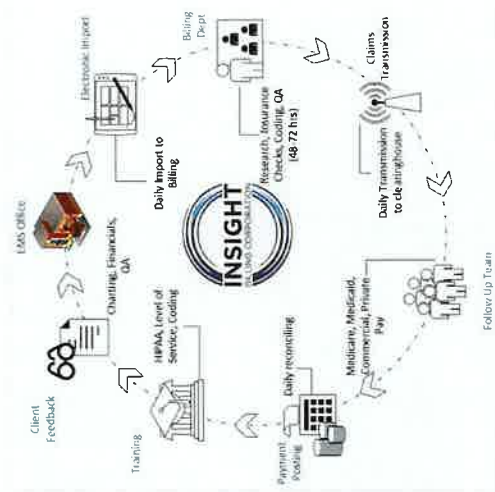 EMS Office
Electronic Import
Daily Import to
Billing
Billing
Dept
Research, Insurance
Checks, Coding, QA
(48-72 hrs)
Claims
Transmission
Daily Transmission
to clearinghouse
Follow Up Team
Medicare, Medicaid,
Commercial, Private
Pay
Payment
Posting
Daily reconciling
Training
HIPAA, Level of
Service, Coding
Client
Feedback
Charting, Financials,
QA
INSIGHT
BILLING CORPORATION